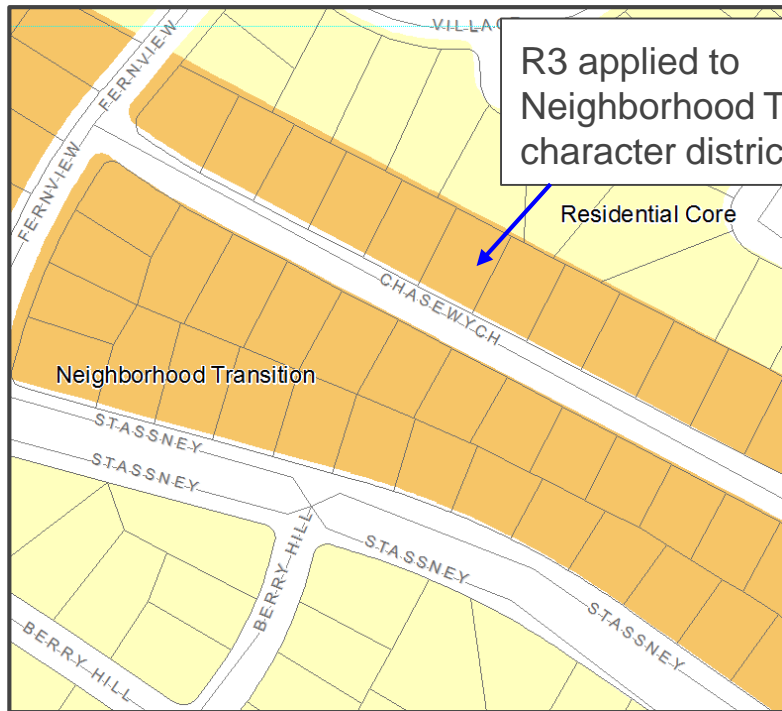 VILLAGE
FERNVIEW
R3 applied to
Neighborhood T
character distric
FERNVIEW
Residential Core
CHASEWYCH
Neighborhood Transition
STASSNEY
STASSNEY
BERRY HILL
STASSNEY
STASSNEY
BERRY HILL